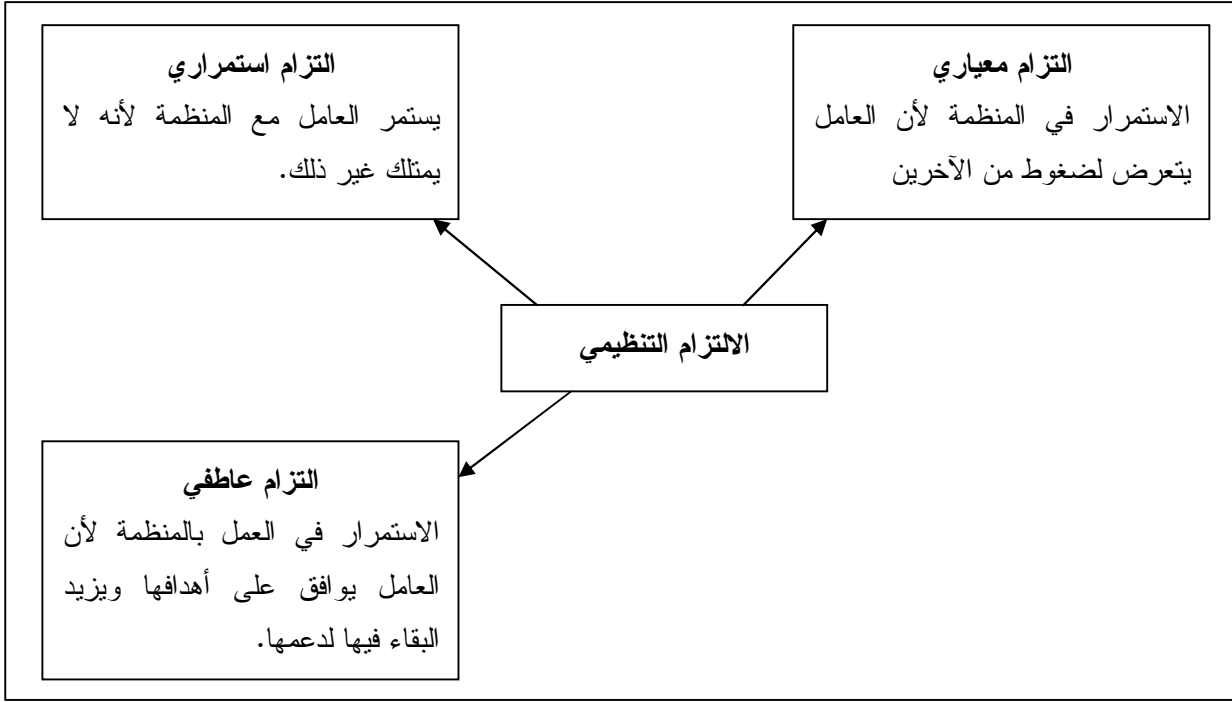 التزام معياري
الاستمرار في المنظمة لأن العامل
يتعرض لضغوط من الآخرين
التزام استمراري
يستمر العامل مع المنظمة لأنه لا
يمتلك غير ذلك.
الالتزام التنظيمي
التزام عاطفي
الاستمرار في العمل بالمنظمة لأن
العامل يوافق على أهدافها ويزيد
البقاء فيها لدعمها.